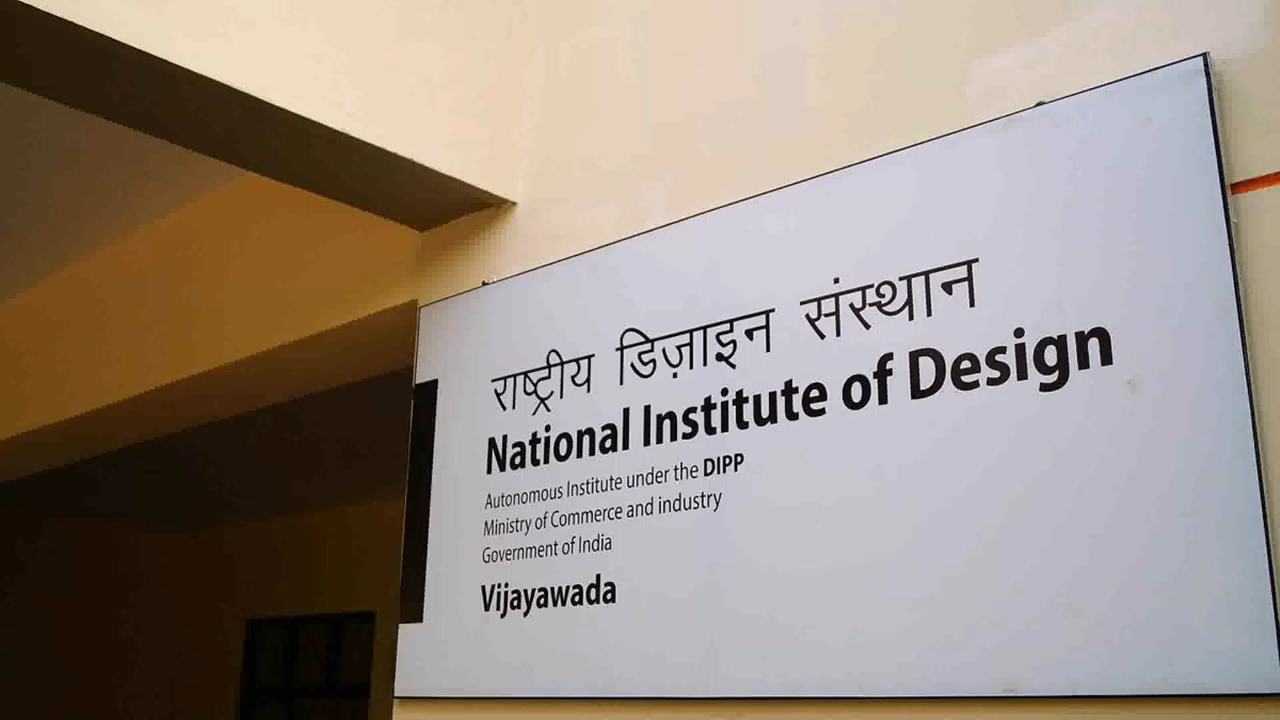 राष्ट्रीय डिज़ाइन संस्थान
National Institute of Design
Autonomous Institute under the DIPP
Ministry of Commerce and industry
Government of India
Vijayawada